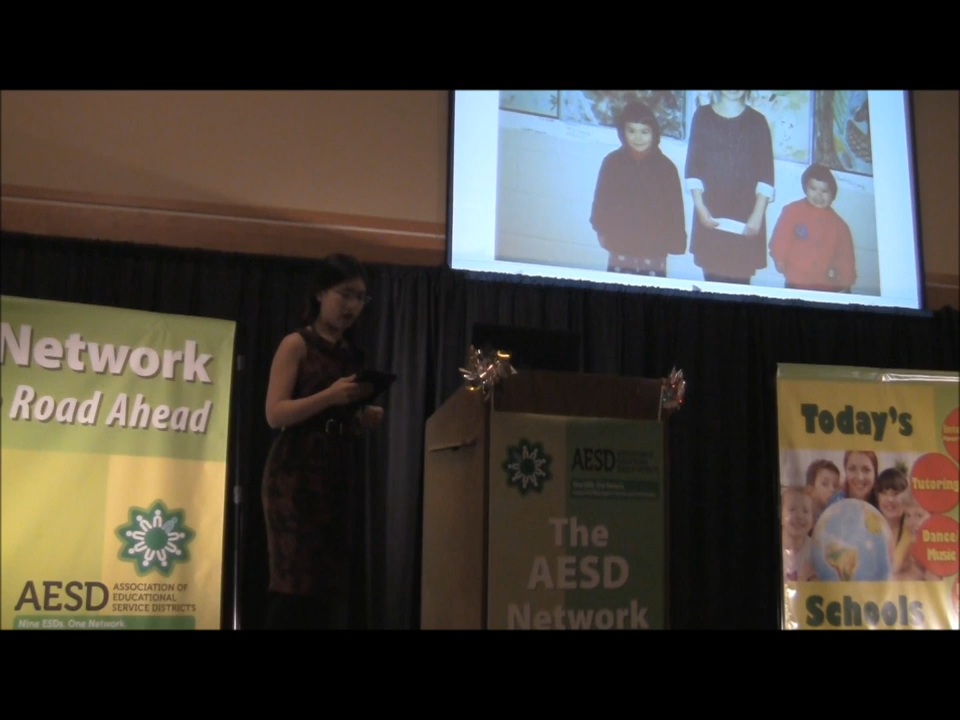 Network
Road Ahead
AESD
ASSOCIATION OF
EDUCATIONAL
SERVICE DISTRICTS
Nine ESDs. One Network
AESD
The
AESD
Network
Today's
Tutoring
Dance
Music
Schools